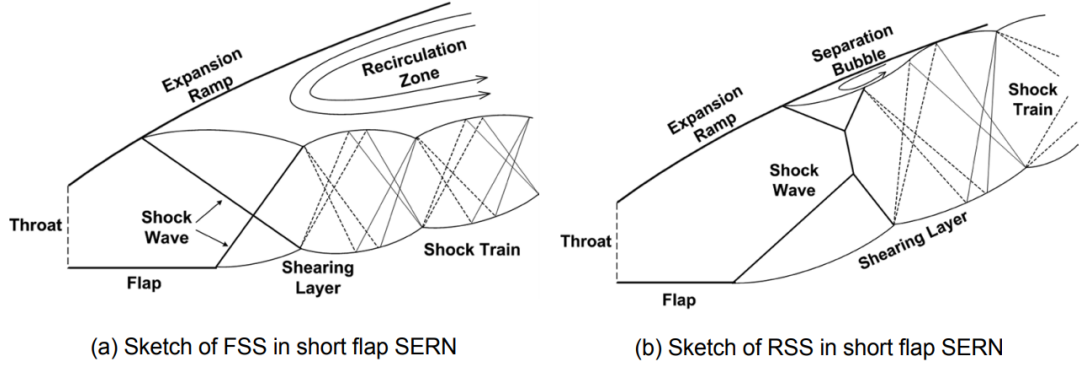 Expansion
Ramp
Recirculation
Zone
Throat
Shock
Wave
Flap
Shearing
Layer
Shock Train
(a) Sketch of FSS in short flap SERN
Separation
Bubble
Expansion
Ramp
Shock
Train
Shock
Wave
Throat
Shearing Layer
Flap
(b) Sketch of RSS in short flap SERN